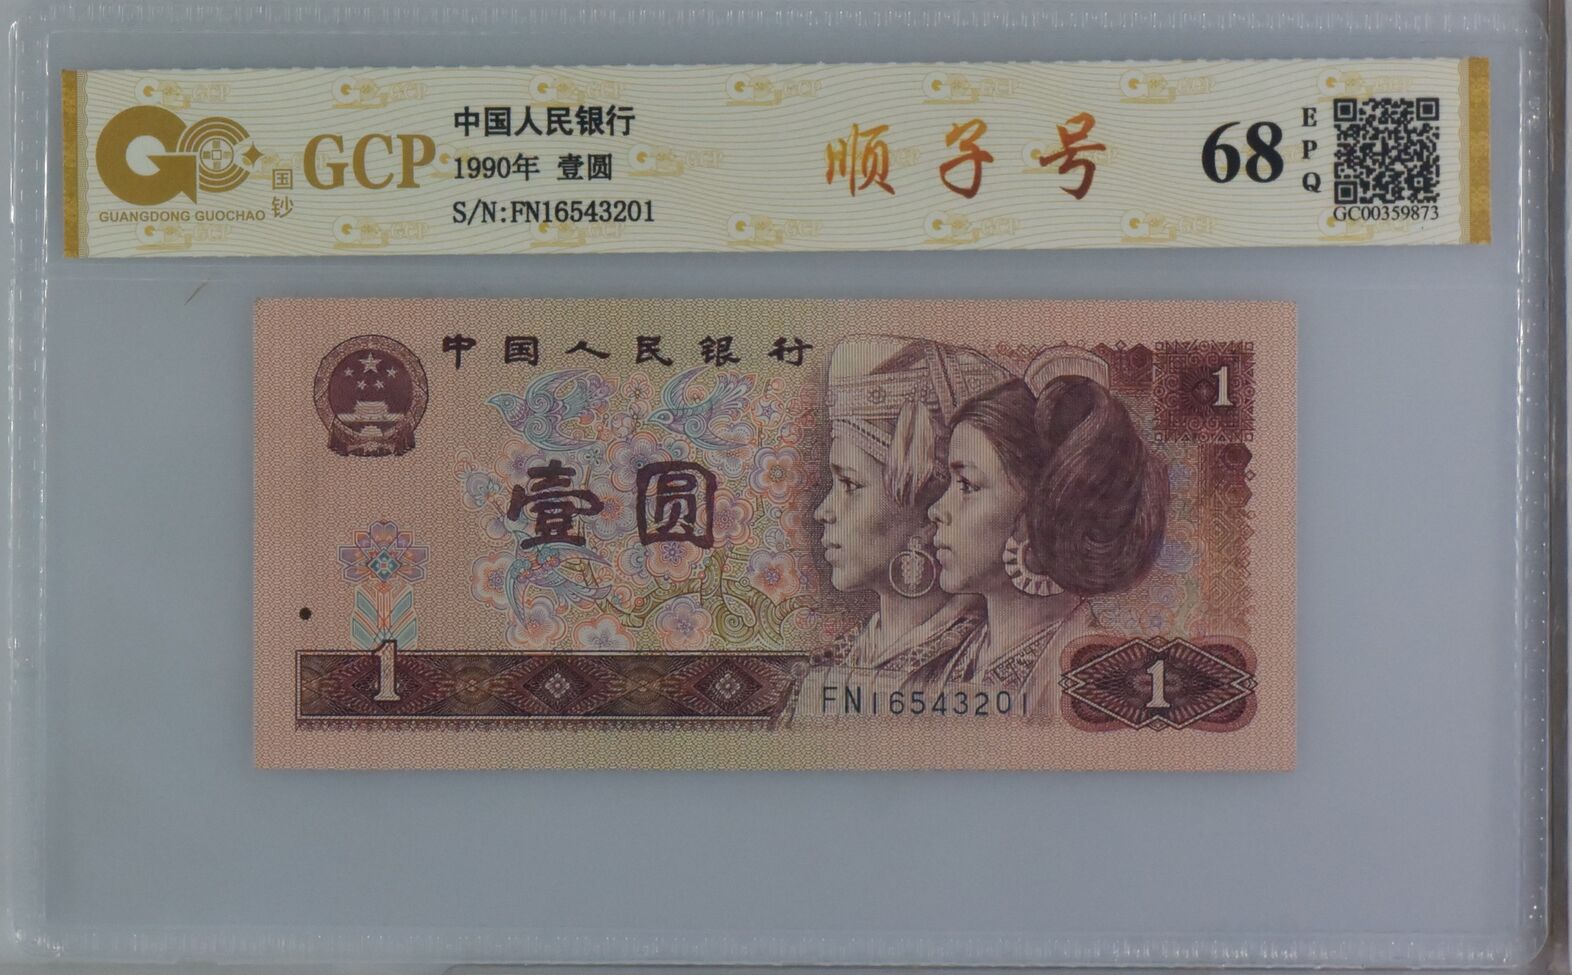 GCP
国钞
GUANGDONG GUOCHAO
中国人民银行
1990年 壹圆
S/N:FN16543201
顺子号
68
EPQ
GC00359873
中国人民银行
1
壹圆
1
FN16543201
1